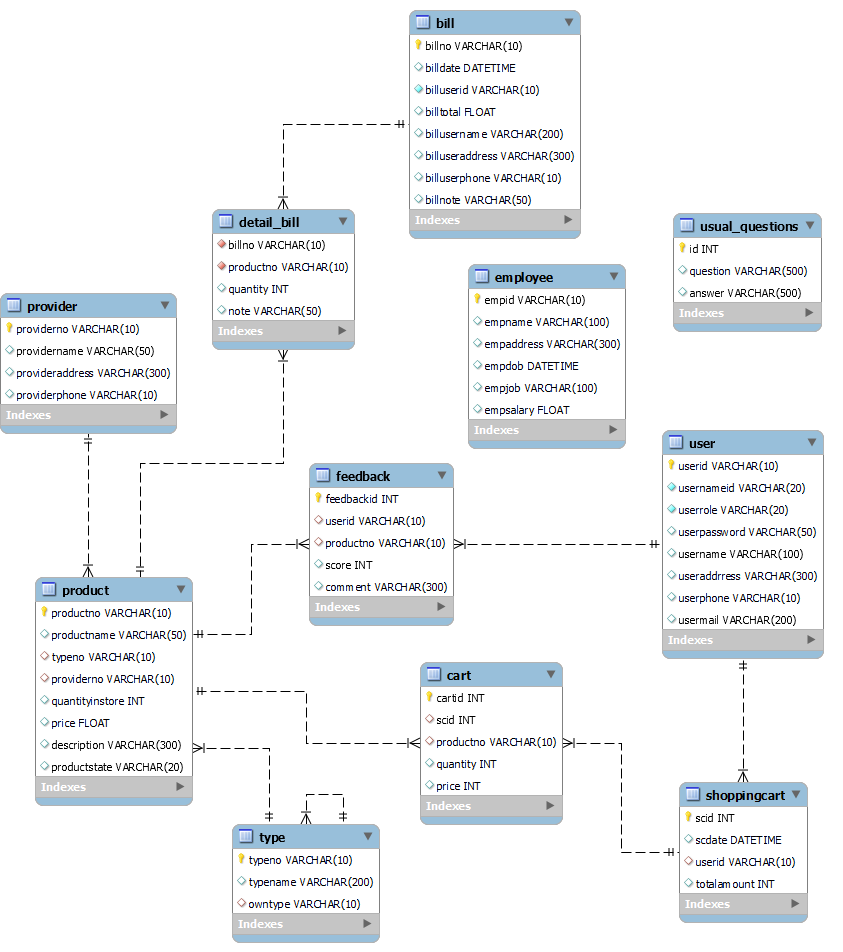 bill
billno VARCHAR(10)
billdate DATETIME
billuserid VARCHAR(10)
billtotal FLOAT
billusername VARCHAR(200)
billuseraddress VARCHAR(300)
billuserphone VARCHAR(10)
billnote VARCHAR(50)
Indexes
detail_bill
billno VARCHAR(10)
productno VARCHAR(10)
quantity INT
note VARCHAR(50)
Indexes
usual_questions
id INT
question VARCHAR(500)
answer VARCHAR(500)
Indexes
employee
empid VARCHAR(10)
empname VARCHAR(100)
empaddress VARCHAR(300)
empdob DATETIME
empjob VARCHAR(100)
empsalary FLOAT
Indexes
provider
providerno VARCHAR(10)
providername VARCHAR(50)
provideraddress VARCHAR(300)
providerphone VARCHAR(10)
Indexes
user
userid VARCHAR(10)
usernameid VARCHAR(20)
userrole VARCHAR(20)
userpassword VARCHAR(50)
username VARCHAR(100)
useraddrress VARCHAR(300)
userphone VARCHAR(10)
usermail VARCHAR(200)
Indexes
feedback
feedbackid INT
userid VARCHAR(10)
productno VARCHAR(10)
score INT
comment VARCHAR(300)
Indexes
product
productno VARCHAR(10)
productname VARCHAR(50)
typeno VARCHAR(10)
providerno VARCHAR(10)
quantityinstore INT
price FLOAT
description VARCHAR(300)
productstate VARCHAR(20)
Indexes
cart
cartid INT
scid INT
productno VARCHAR(10)
quantity INT
price INT
Indexes
shoppingcart
scid INT
scdate DATETIME
userid VARCHAR(10)
totalamount INT
Indexes
type
typeno VARCHAR(10)
typename VARCHAR(200)
owntype VARCHAR(10)
Indexes